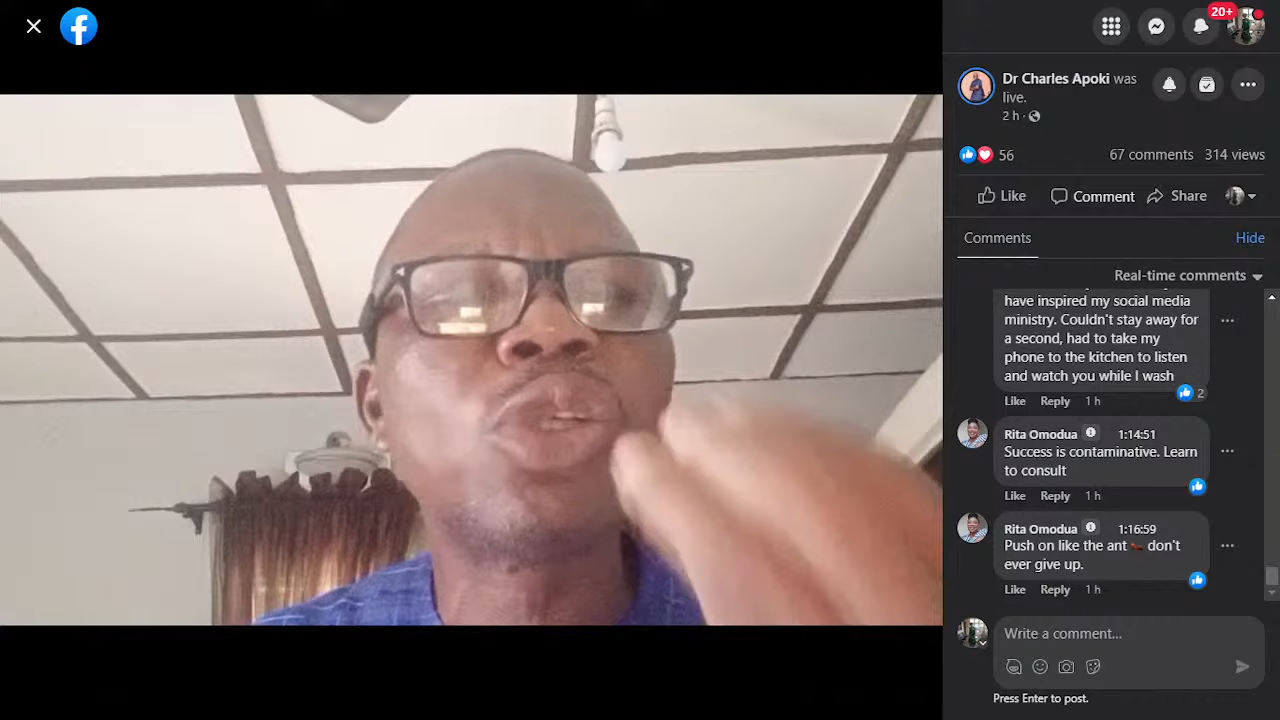 20+
Dr Charles Apoki was
live.
2 h ·
56 67 comments 314 views
Like Comment Share
Comments Hide
Real-time comments
have inspired my social media
ministry. Couldn't stay away for
a second, had to take my
phone to the kitchen to listen
and watch you while I wash
2
Like Reply 1 h
Rita Omodua 1:14:51
Success is contaminative. Learn
to consult
Like Reply 1 h
Rita Omodua 1:16:59
Push on like the ant 🐜 don't
ever give up.
Like Reply 1 h
Write a comment...
Press Enter to post.